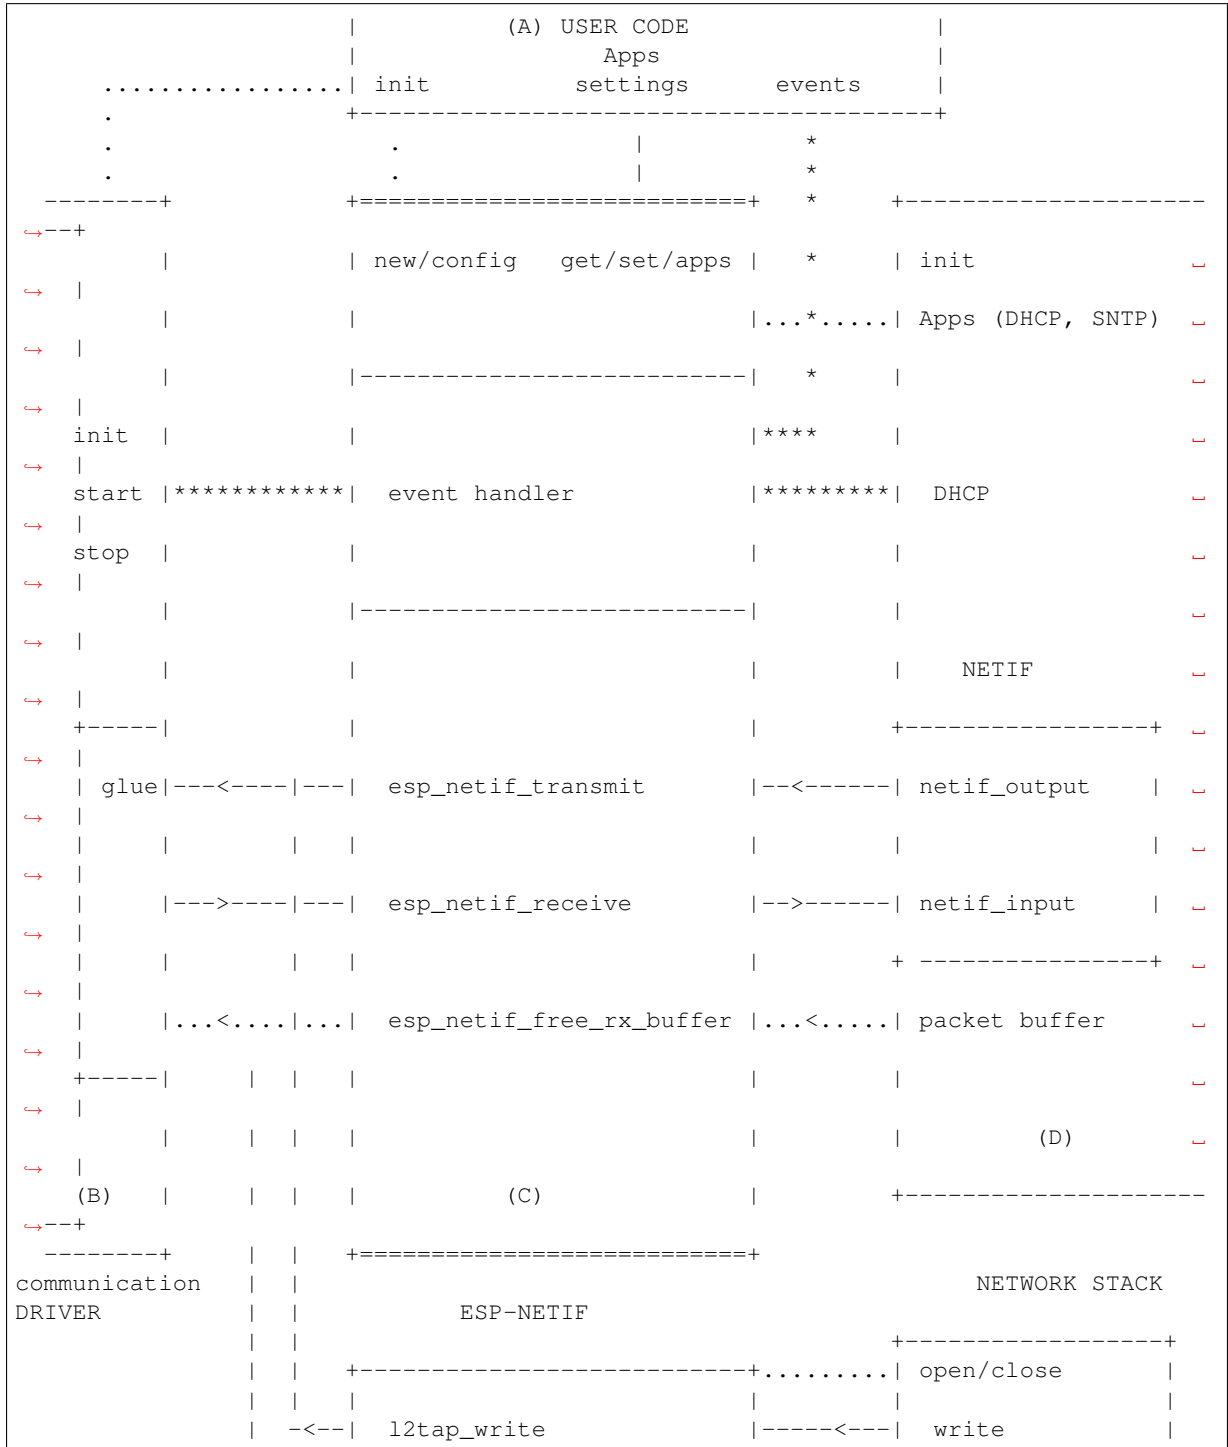 |          (A) USER CODE                 |
                       |                 Apps                   |
      .................| init          settings      events     |
      .                +----------------------------------------+
      .                   .                |           *
      .                   .                |           *
  --------+            +===========================+   *     +---------------------
↪--+
          |            | new/config   get/set/apps |   *     | init               ␣
↪  |
          |            |                           |...*.....| Apps (DHCP, SNTP)  ␣
↪  |
          |            |---------------------------|   *     |                    ␣
↪  |
    init  |            |                           |****     |                    ␣
↪  |
    start |************|  event handler            |*********|  DHCP              ␣
↪  |
    stop  |            |                           |         |                    ␣
↪  |
          |            |---------------------------|         |                    ␣
↪  |
          |            |                           |         |    NETIF           ␣
↪  |
    +-----|            |                           |         +-----------------+  ␣
↪  |
    | glue|---<----|---|  esp_netif_transmit       |--<------| netif_output    |  ␣
↪  |
    |     |        |   |                           |         |                 |  ␣
↪  |
    |     |--->----|---|  esp_netif_receive        |-->------| netif_input     |  ␣
↪  |
    |     |        |   |                           |         + ----------------+  ␣
↪  |
    |     |...<....|...|  esp_netif_free_rx_buffer |...<.....| packet buffer      ␣
↪  |
    +-----|     |  |   |                           |         |                    ␣
↪  |
          |     |  |   |                           |         |         (D)        ␣
↪  |
    (B)   |     |  |   |          (C)              |         +---------------------
↪--+
  --------+     |  |   +===========================+
communication   |  |                                               NETWORK STACK
DRIVER          |  |           ESP-NETIF
                |  |                                         +------------------+
                |  |   +---------------------------+.........| open/close       |
                |  |   |                           |         |                  |
                |  -<--|  l2tap_write              |-----<---|  write           |